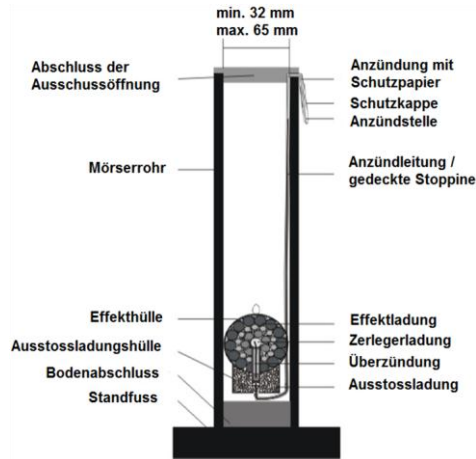 min. 32 mm
max. 65 mm
Abschluss der
Ausschussöffnung
Anzündung mit
Schutzpapier
Schutzkappe
Anzündstelle
Mörserrohr
Anzündleitung /
gedeckte Stoppine
Effekthülle
Ausstossladungshülle
Bodenabschluss
Standfuss
Effektladung
Zerlegerladung
Überzündung
Ausstossladung